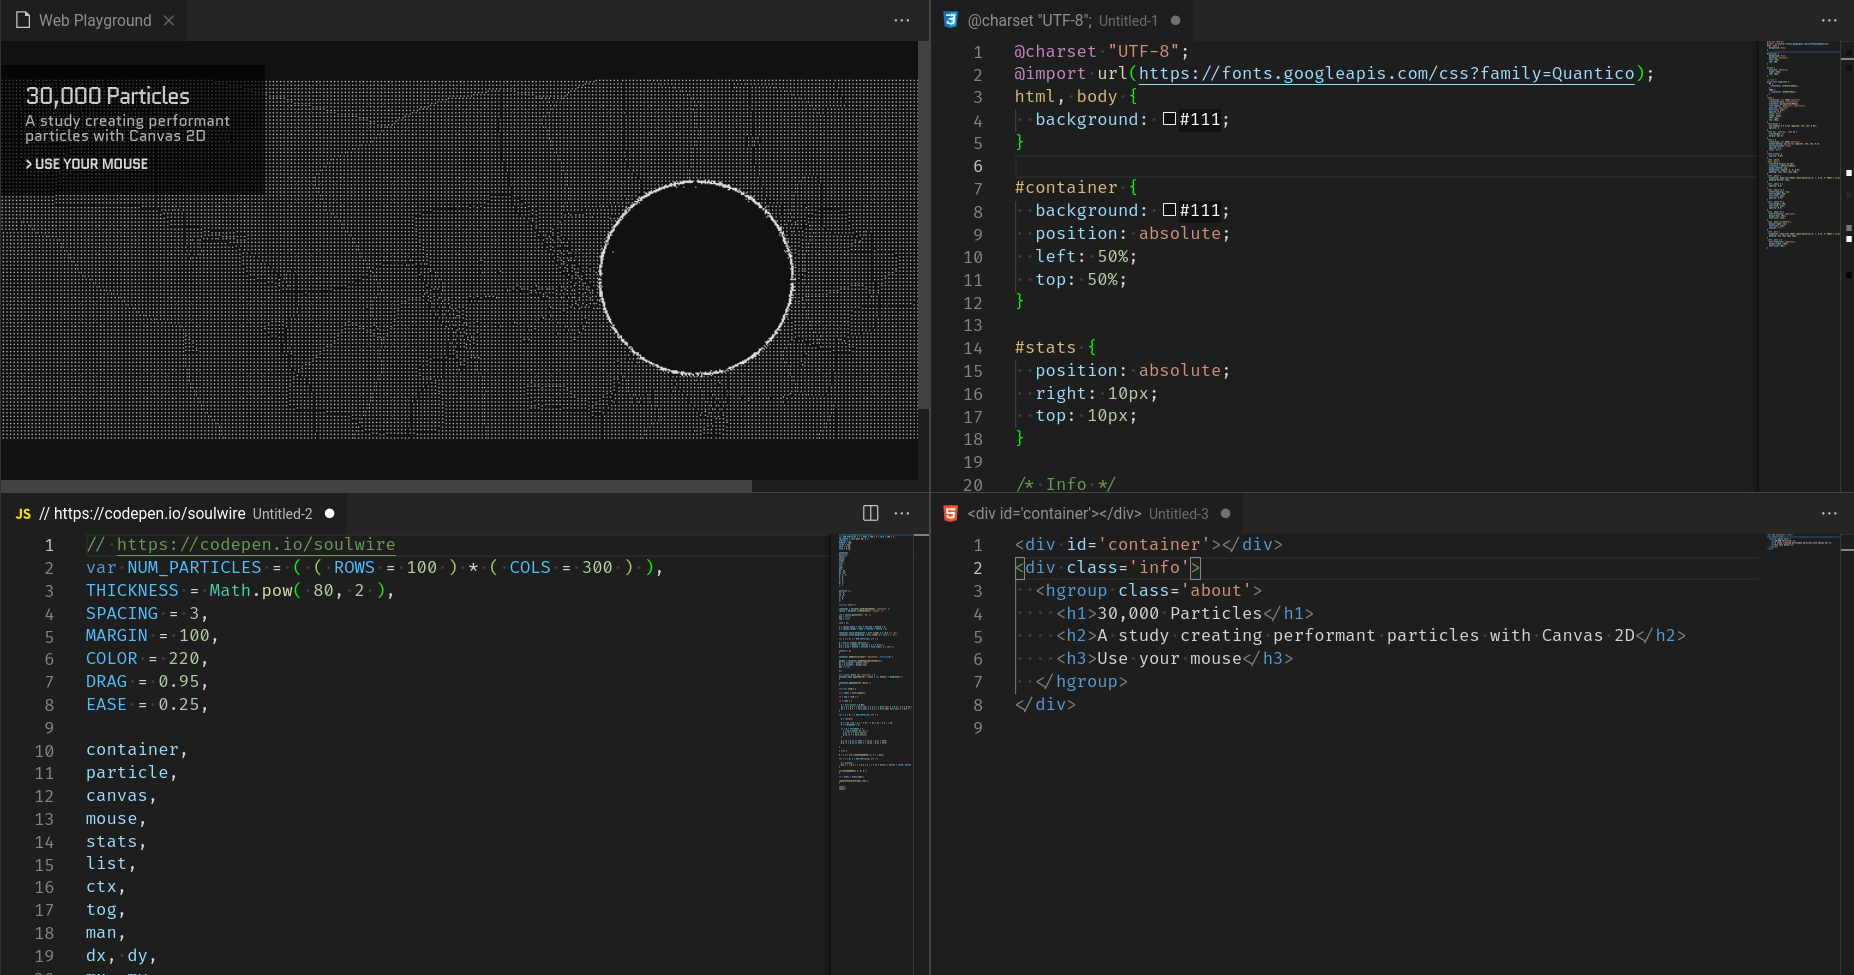 Web Playground
30,000 Particles
A study creating performant
particles with Canvas 2D
> USE YOUR MOUSE
@charset "UTF-8"; Untitled-1
1 @charset "UTF-8";
2 @import url(https://fonts.googleapis.com/css?family=Quantico);
3 html, body {
4 background: #111;
5 }
6
7 #container {
8 background: #111;
9 position: absolute;
10 left: 50%;
11 top: 50%;
12 }
13
14 #stats {
15 position: absolute;
16 right: 10px;
17 top: 10px;
18 }
19
20 /* Info */
JS // https://codepen.io/soulwire Untitled-2
1 // https://codepen.io/soulwire
2 var NUM_PARTICLES = ( ( ROWS = 100 ) * ( COLS = 300 ) ),
3 THICKNESS = Math.pow( 80, 2 ),
4 SPACING = 3,
5 MARGIN = 100,
6 COLOR = 220,
7 DRAG = 0.95,
8 EASE = 0.25,
9
10 container,
11 particle,
12 canvas,
13 mouse,
14 stats,
15 list,
16 ctx,
17 tog,
18 man,
19 dx, dy,
<div id='container'></div> Untitled-3
1 <div id='container'></div>
2 <div class='info'>
3 <hgroup class='about'>
4 <h1>30,000 Particles</h1>
5 <h2>A study creating performant particles with Canvas 2D</h2>
6 <h3>Use your mouse</h3>
7 </hgroup>
8 </div>
9